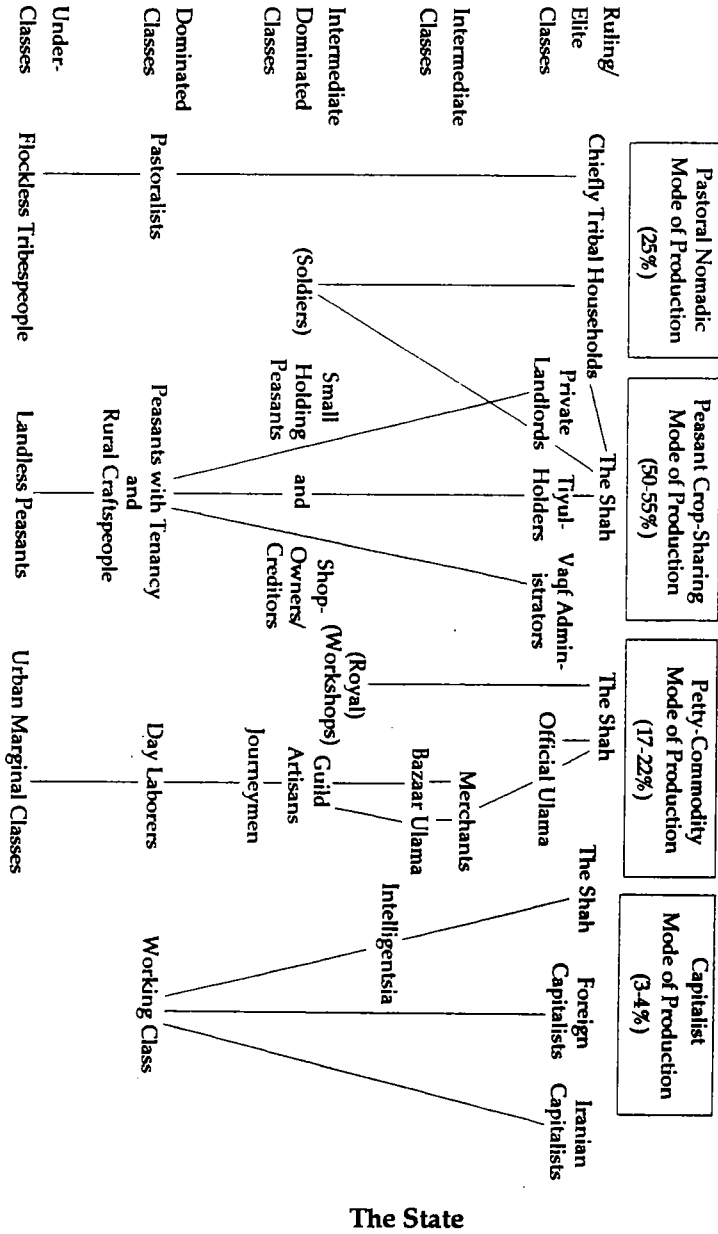 Pastoral Nomadic
Mode of Production
(25%)
Peasant Crop-Sharing
Mode of Production
(50-55%)
Petty-Commodity
Mode of Production
(17-22%)
Capitalist
Mode of Production
(3-4%)
Ruling/
Elite
Classes
Chiefly Tribal Households
The Shah
Private
Landlords
Tiyul-
Holders
Vaqf Admin-
istrators
The Shah
Official Ulama
The Shah
Foreign
Capitalists
Iranian
Capitalists
Intermediate
Classes
Merchants
Bazaar Ulama
Intelligentsia
Intermediate
Dominated
Classes
(Soldiers)
Small
Holding
Peasants
and
Shop-
Owners/
Creditors
(Royal)
(Workshops)
Guild
Artisans
Journeymen
Dominated
Classes
Pastoralists
Peasants with Tenancy
and
Rural Craftspeople
Day Laborers
Working Class
Under-
Classes
Flockless Tribespeople
Landless Peasants
Urban Marginal Classes
The State